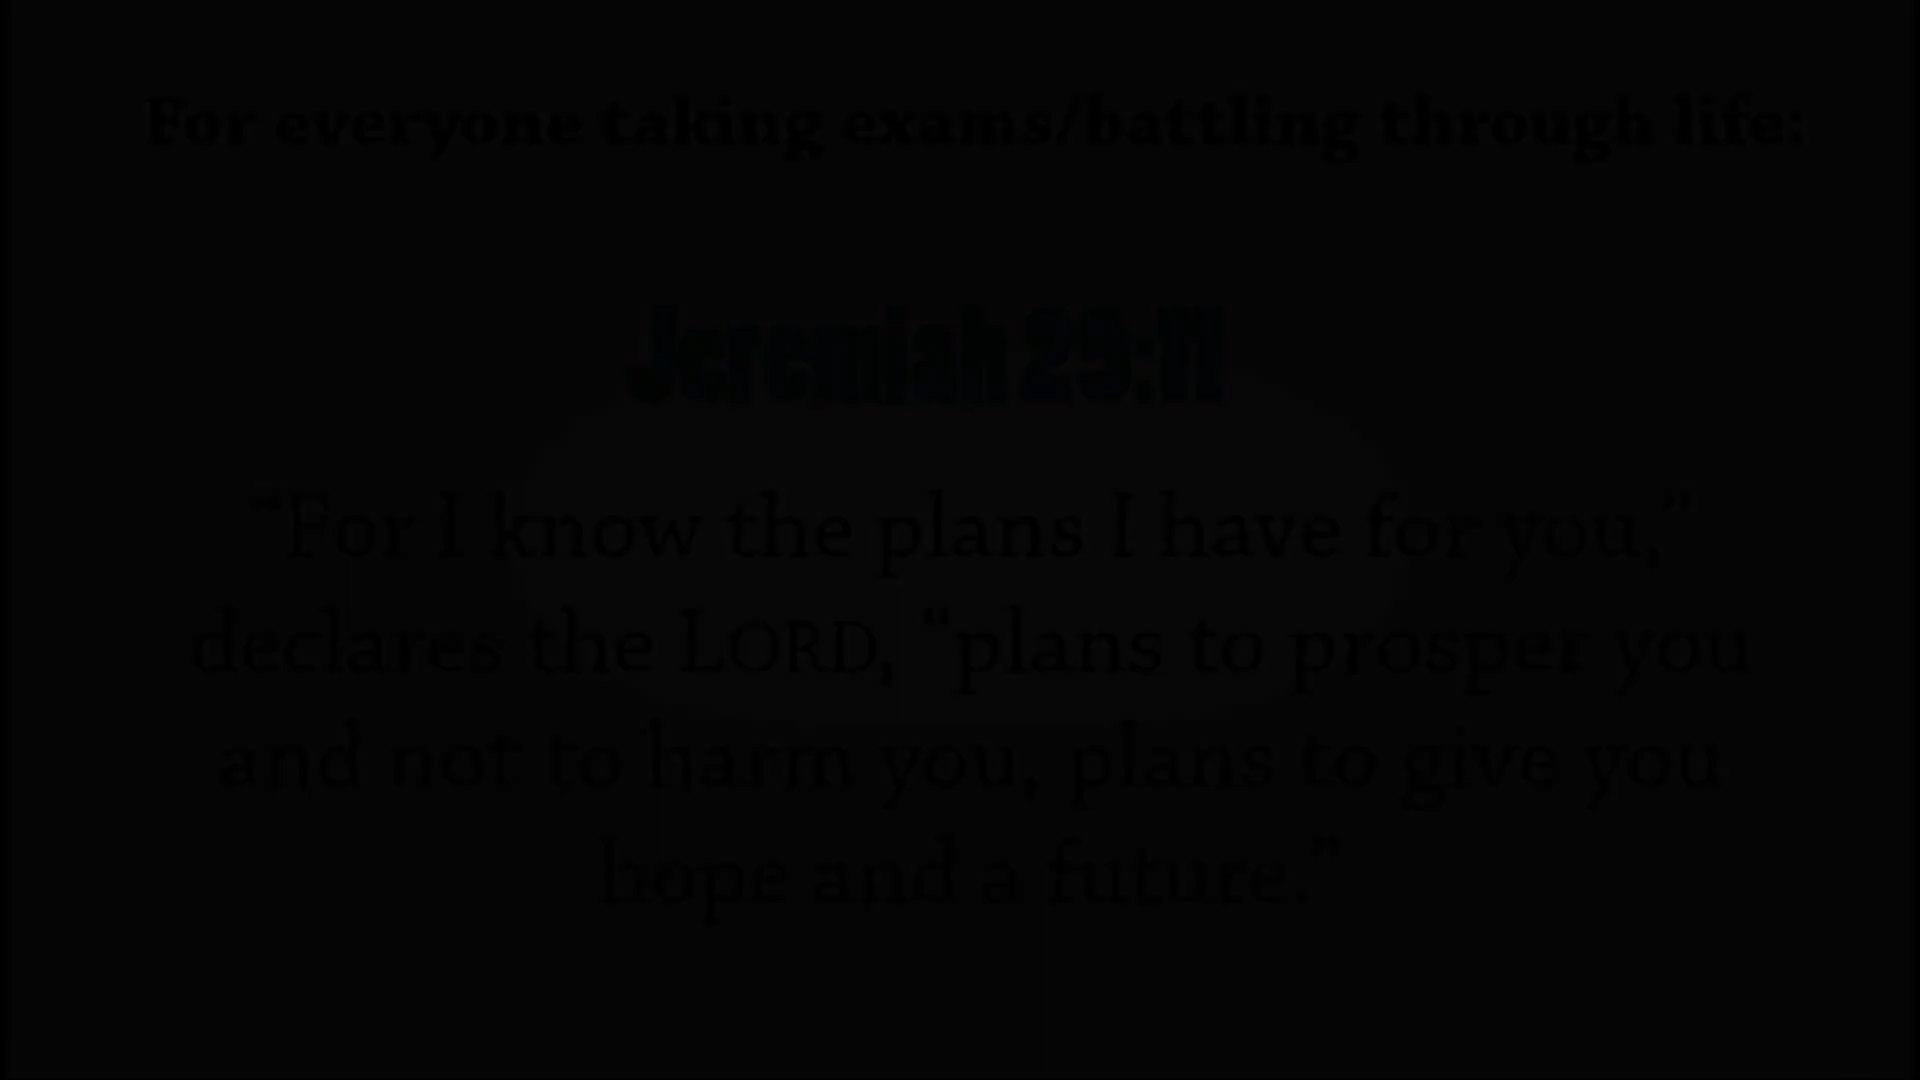 For everyone taking exams/battling through life:
Jeremiah 29:11
“For I know the plans I have for you,”
declares the LORD, “plans to prosper you
and not to harm you, plans to give you
hope and a future.”